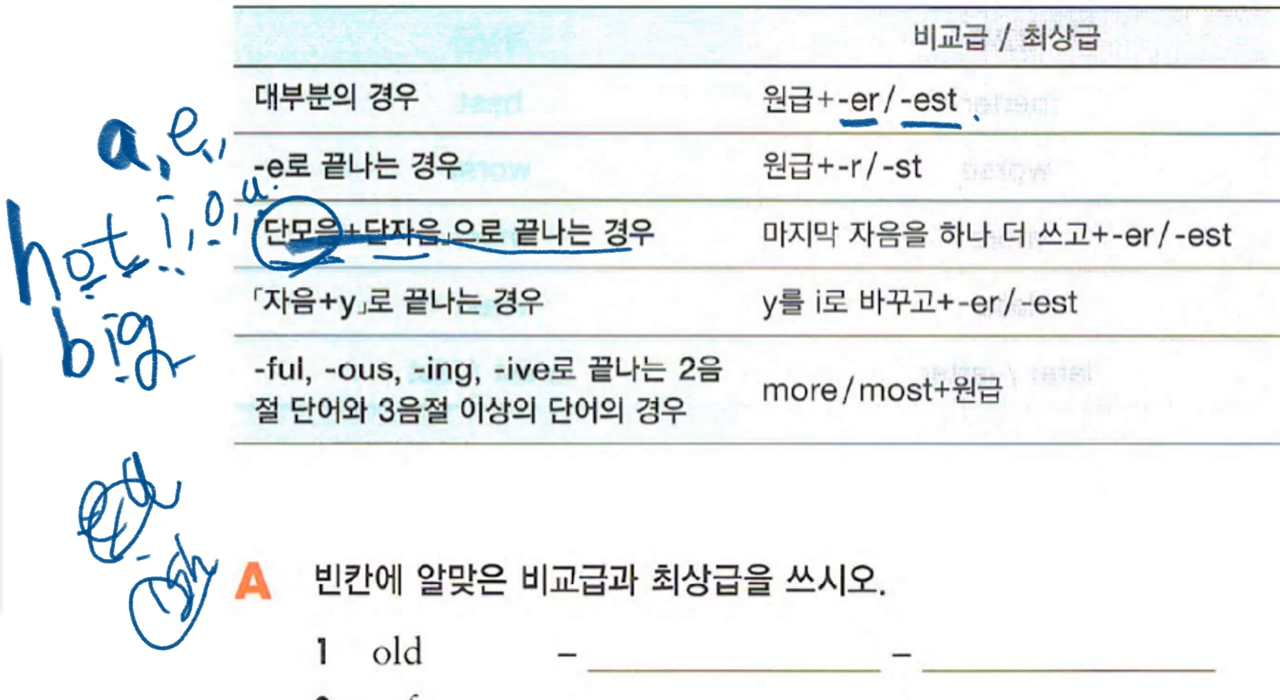 비교급 / 최상급
대부분의 경우 원급+-er/-est
a, e,
-e로 끝나는 경우 원급+-r/-st
i, o, u.
hot
「단모음+단자음」으로 끝나는 경우 마지막 자음을 하나 더 쓰고+-er/-est
big
「자음+y」로 끝나는 경우 y를 i로 바꾸고+-er/-est
-ful, -ous, -ing, -ive로 끝나는 2음
절 단어와 3음절 이상의 단어의 경우 more/most+원급
A 빈칸에 알맞은 비교급과 최상급을 쓰시오.
1 old – –